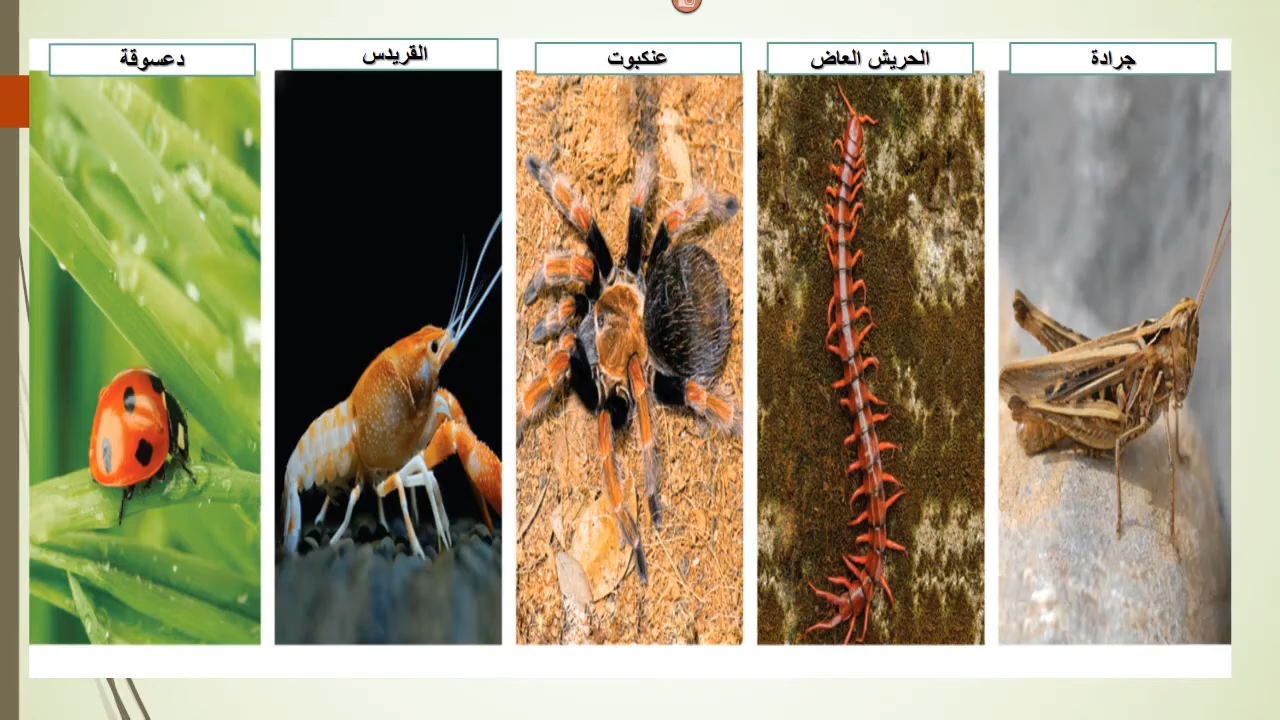 جرادة
الحريش العاض
عنكبوت
القريدس
دعسوقة